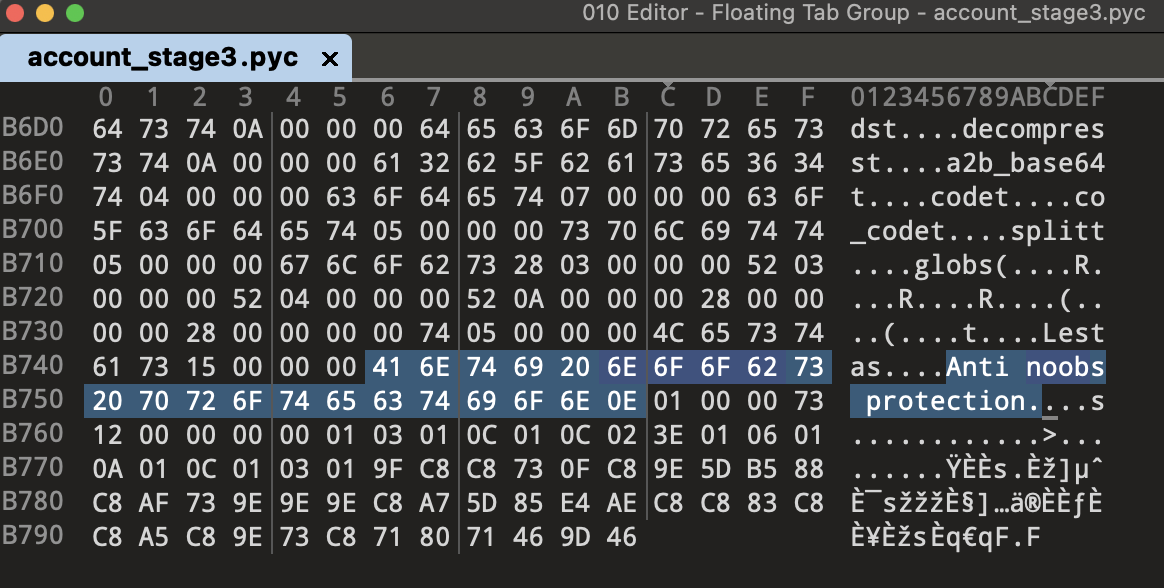 010 Editor - Floating Tab Group - account_stage3.pyc
account_stage3.pyc ×
0 1 2 3 4 5 6 7 8 9 A B C D E F 0123456789ABCDEF
B6D0 64 73 74 0A 00 00 00 64 65 63 6F 6D 70 72 65 73 dst....decompres
B6E0 73 74 0A 00 00 00 61 32 62 5F 62 61 73 65 36 34 st....a2b_base64
B6F0 74 04 00 00 00 63 6F 64 65 74 07 00 00 00 63 6F t....codet....co
B700 5F 63 6F 64 65 74 05 00 00 00 73 70 6C 69 74 74 _codet....splitt
B710 05 00 00 00 67 6C 6F 62 73 28 03 00 00 00 52 03 ....globs(....R.
B720 00 00 00 52 04 00 00 00 52 0A 00 00 00 28 00 00 ...R....R....(..
B730 00 00 28 00 00 00 00 74 05 00 00 00 4C 65 73 74 ..(....t....Lest
B740 61 73 15 00 00 00 41 6E 74 69 20 6E 6F 6F 62 73 as....Anti noobs
B750 20 70 72 6F 74 65 63 74 69 6F 6E 0E 01 00 00 73 protection....s
B760 12 00 00 00 00 01 03 01 0C 01 0C 02 3E 01 06 01 ............>...
B770 0A 01 0C 01 03 01 9F C8 C8 73 0F C8 9E 5D B5 88 ......ŸÈÈs.Èž]µˆ
B780 C8 AF 73 9E 9E 9E C8 A7 5D 85 E4 AE C8 C8 83 C8 È¯sžžžÈ§]…ä®ÈÈƒÈ
B790 C8 A5 C8 9E 73 C8 71 80 71 46 9D 46 È¥ÈžsÈq€qF.F